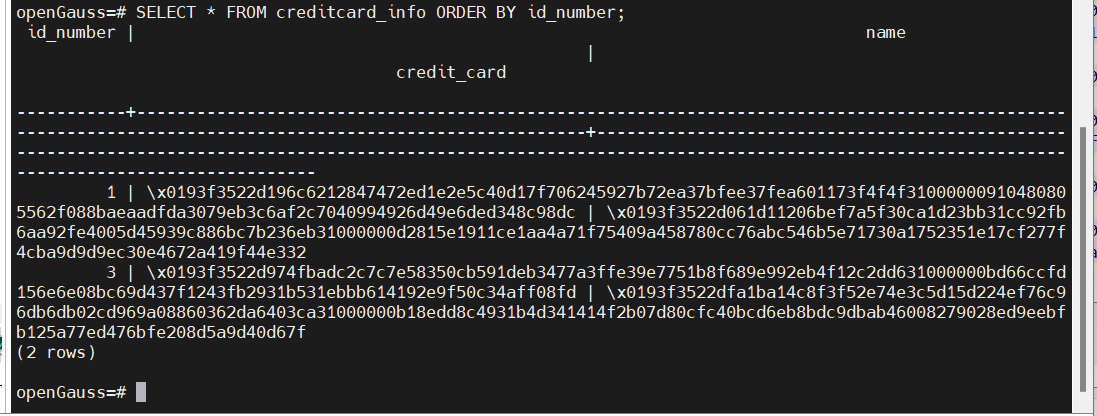 openGauss=# SELECT * FROM creditcard_info ORDER BY id_number;
id_number | name
|
credit_card
-----------+---------------------------------------------------------------------------------------------
---------------------------------------------------------+------------------------------------------
---------------------------------------------------------------------------------------------------------
------------------------------
1 | \x0193f3522d196c6212847472ed1e2e5c40d17f706245927b72ea37bfee37fea601173f4f4f3100000091048080
5562f088baeaadfda3079eb3c6af2c7040994926d49e6ded348c98dc | \x0193f3522d061d11206bef7a5f30ca1d23bb31cc92fb
6aa92fe4005d45939c886bc7b236eb31000000d2815e1911ce1aa4a71f75409a458780cc76abc546b5e71730a1752351e17cf277f
4cba9d9d9ec30e4672a419f44e332
3 | \x0193f3522d974fbadc2c7c7e58350cb591deb3477a3ffe39e7751b8f689e992eb4f12c2dd631000000bd66ccfd
156e6e08bc69d437f1243fb2931b531ebbb614192e9f50c34aff08fd | \x0193f3522dfa1ba14c8f3f52e74e3c5d15d224ef76c9
6db6db02cd969a08860362da6403ca31000000b18edd8c4931b4d341414f2b07d80cfc40bcd6eb8bdc9dbab46008279028ed9eebf
b125a77ed476bfe208d5a9d40d67f
(2 rows)
openGauss=#